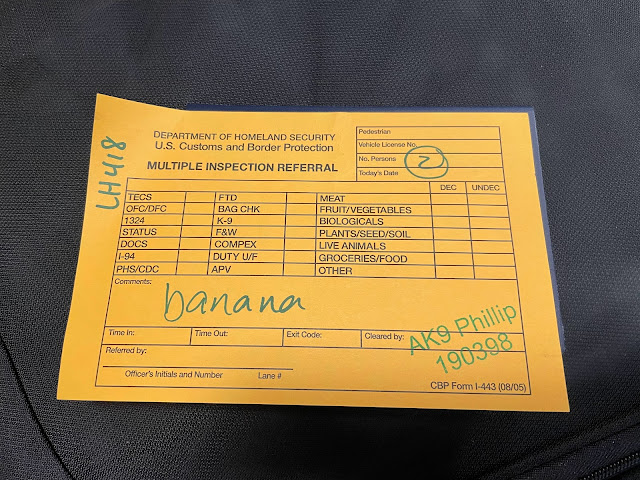 LH418
DEPARTMENT OF HOMELAND SECURITY
U.S. Customs and Border Protection
MULTIPLE INSPECTION REFERRAL
Pedestrian
Vehicle License No.
No. Persons 2
Today's Date
DEC UNDEC
TECS FTD MEAT
OFC/DFC BAG CHK FRUIT/VEGETABLES
1324 K-9 BIOLOGICALS
STATUS F&W PLANTS/SEED/SOIL
DOCS COMPEX LIVE ANIMALS
I-94 DUTY U/F GROCERIES/FOOD
PHS/CDC APV OTHER
Comments:
banana
Time In: Time Out: Exit Code: Cleared by:
AK9 Phillip
190398
Referred by:
Officer's Initials and Number Lane #
CBP Form I-443 (08/05)